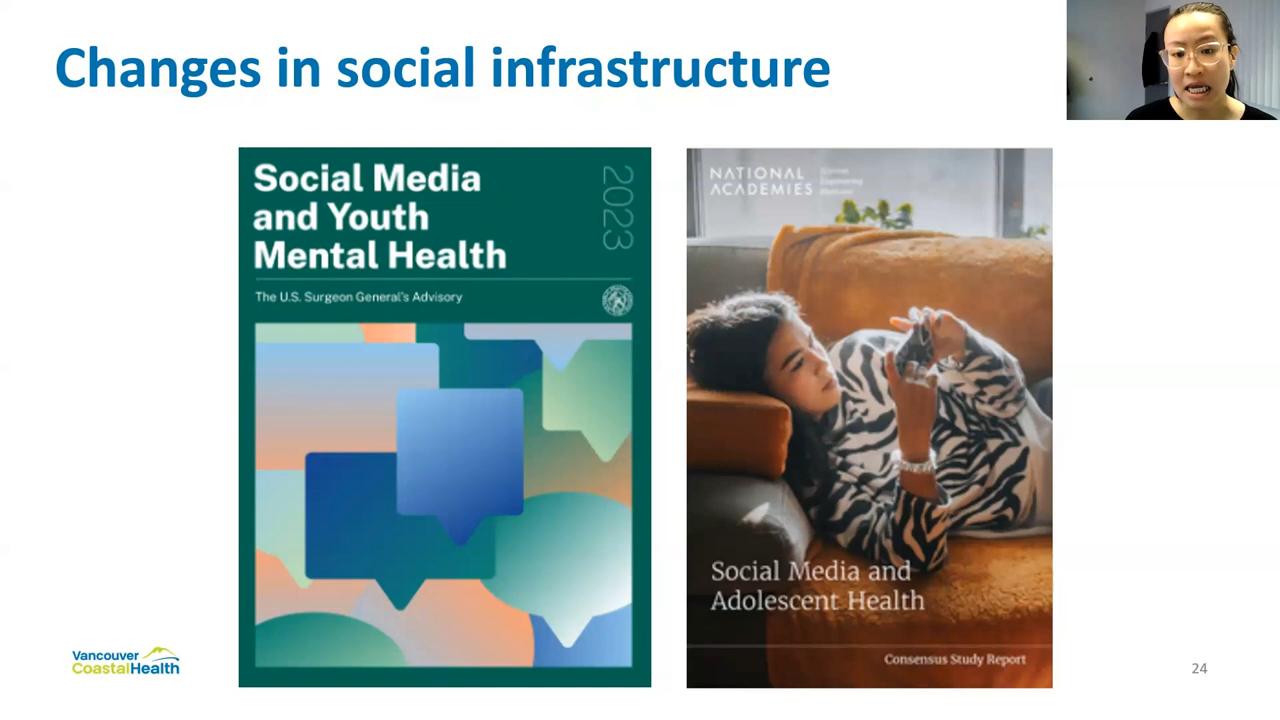 Changes in social infrastructure
Social Media
and Youth
Mental Health
2023
The U.S. Surgeon General's Advisory
NATIONAL
ACADEMIES
Social Media and
Adolescent Health
Consensus Study Report
Vancouver
CoastalHealth
24